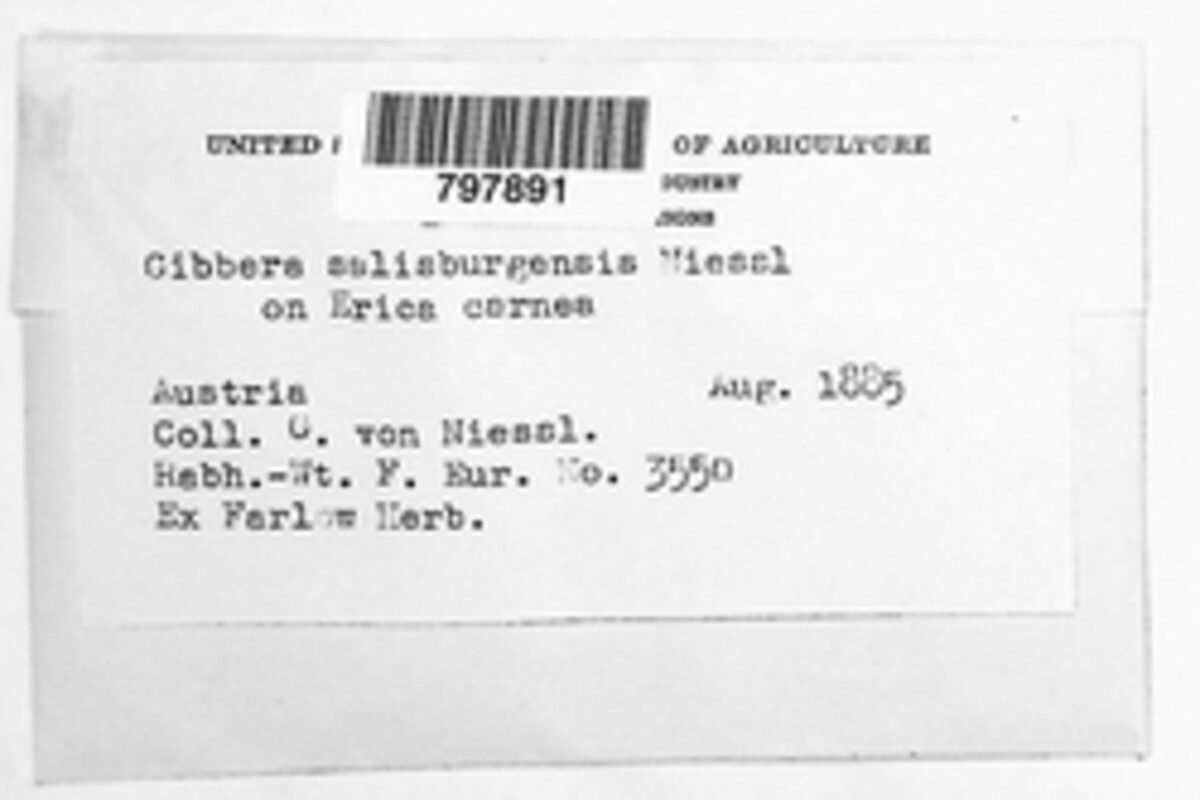 UNITED OF AGRICULTURE
797891
Gibbera salisburgensis Niessl
on Erica carnea
Austria Aug. 1885
Coll. G. von Niessl.
Rabh.-Wt. F. Eur. No. 3550
Ex Farlow Herb.